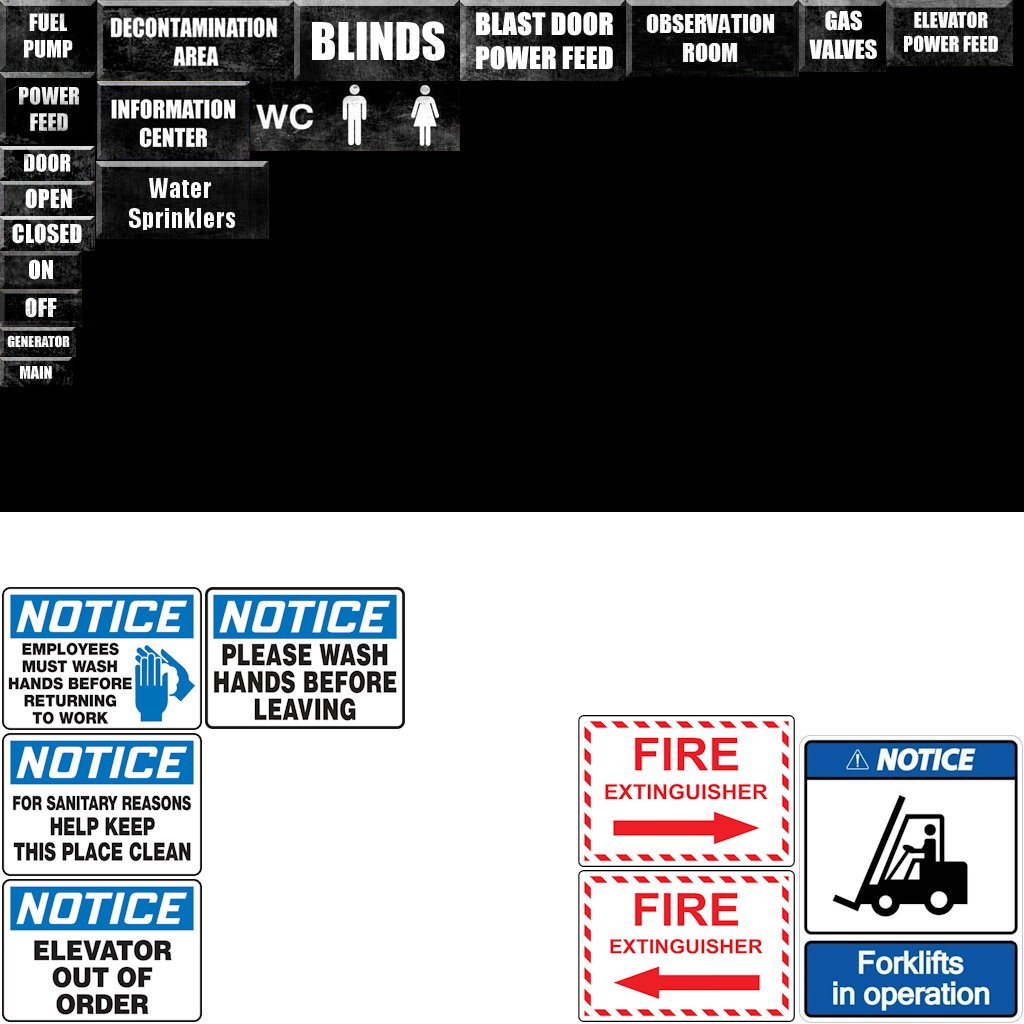 FUEL
PUMP
DECONTAMINATION
AREA
BLINDS
BLAST DOOR
POWER FEED
OBSERVATION
ROOM
GAS
VALVES
ELEVATOR
POWER FEED
POWER
FEED
INFORMATION
CENTER
WC
DOOR
OPEN
CLOSED
Water
Sprinklers
ON
OFF
GENERATOR
MAIN
NOTICE
EMPLOYEES
MUST WASH
HANDS BEFORE
RETURNING
TO WORK
NOTICE
PLEASE WASH
HANDS BEFORE
LEAVING
NOTICE
FOR SANITARY REASONS
HELP KEEP
THIS PLACE CLEAN
NOTICE
ELEVATOR
OUT OF
ORDER
FIRE
EXTINGUISHER
FIRE
EXTINGUISHER
NOTICE
Forklifts
in operation